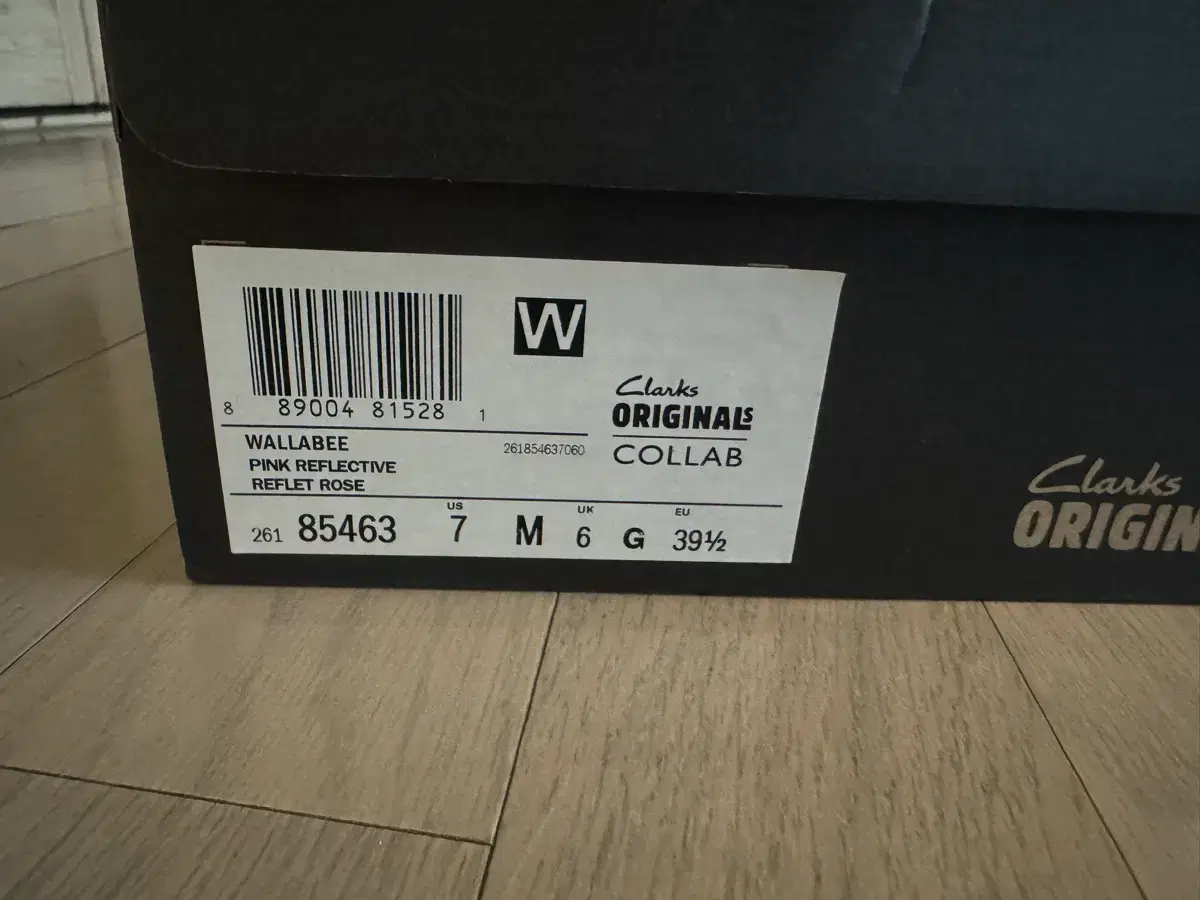 W
8 89004 81528 1
Clarks
ORIGINALS
COLLAB
WALLABEE 261854637060
PINK REFLECTIVE
REFLET ROSE
US UK EU
261 85463 7 M 6 G 39½
Clarks
ORIGIN